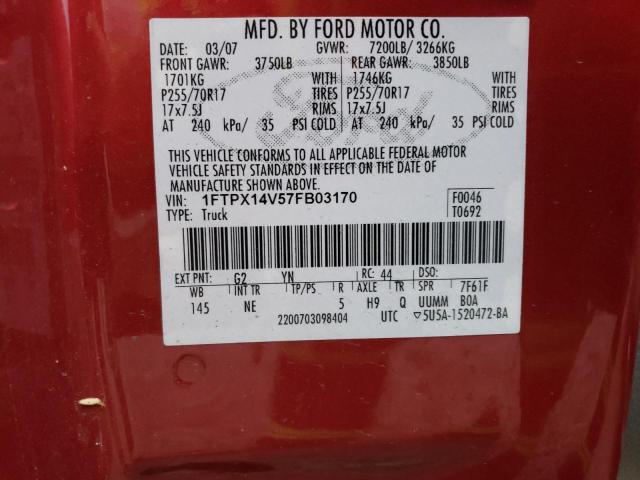 MFD. BY FORD MOTOR CO.
DATE: 03/07 GVWR: 7200LB/ 3266KG
FRONT GAWR: 3750LB REAR GAWR: 3850LB
1701KG WITH 1746KG WITH
P255/70R17 TIRES P255/70R17 TIRES
17x7.5J RIMS 17x7.5J RIMS
AT 240 kPa/ 35 PSI COLD AT 240 kPa/ 35 PSI COLD
Ford
THIS VEHICLE CONFORMS TO ALL APPLICABLE FEDERAL MOTOR
VEHICLE SAFETY STANDARDS IN EFFECT ON THE DATE OF
MANUFACTURE SHOWN ABOVE.
VIN: 1FTPX14V57FB03170 F0046
TYPE: Truck T0692
EXT PNT: G2 YN RC: 44 DSO:
WB INT TR TP/PS R AXLE TR SPR 7F61F
145 NE 5 H9 Q UUMM BOA
2200703098404 UTC ▽5U5A-1520472-BA